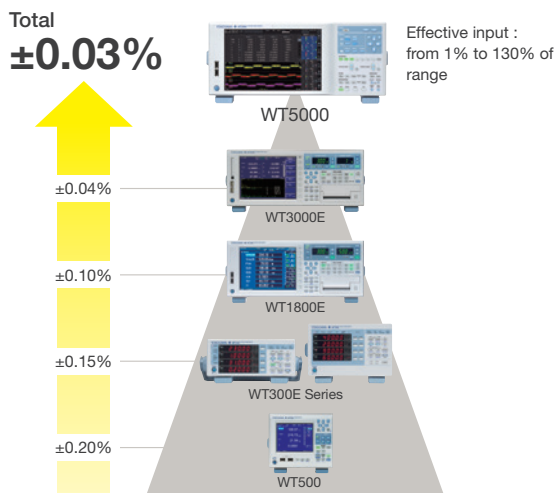 Total
±0.03%
Effective input :
from 1% to 130% of
range
WT5000
±0.04%
WT3000E
±0.10%
WT1800E
±0.15%
WT300E Series
±0.20%
WT500